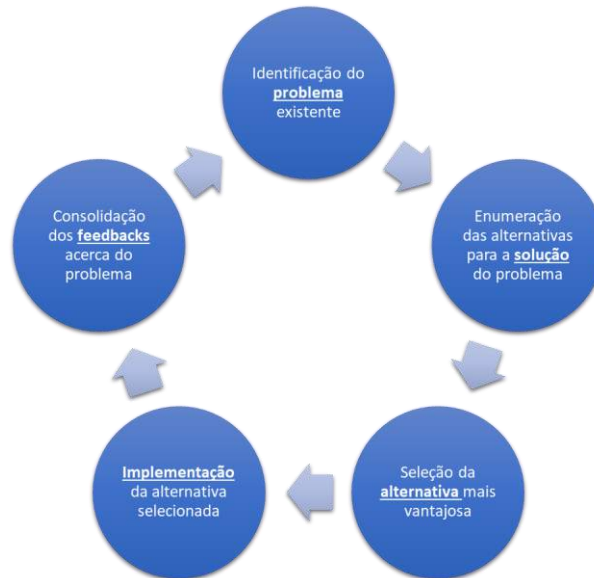 Identificação do
problema
existente
Enumeração
das alternativas
para a solução
do problema
Seleção da
alternativa mais
vantajosa
Implementação
da alternativa
selecionada
Consolidação
dos feedbacks
acerca do
problema